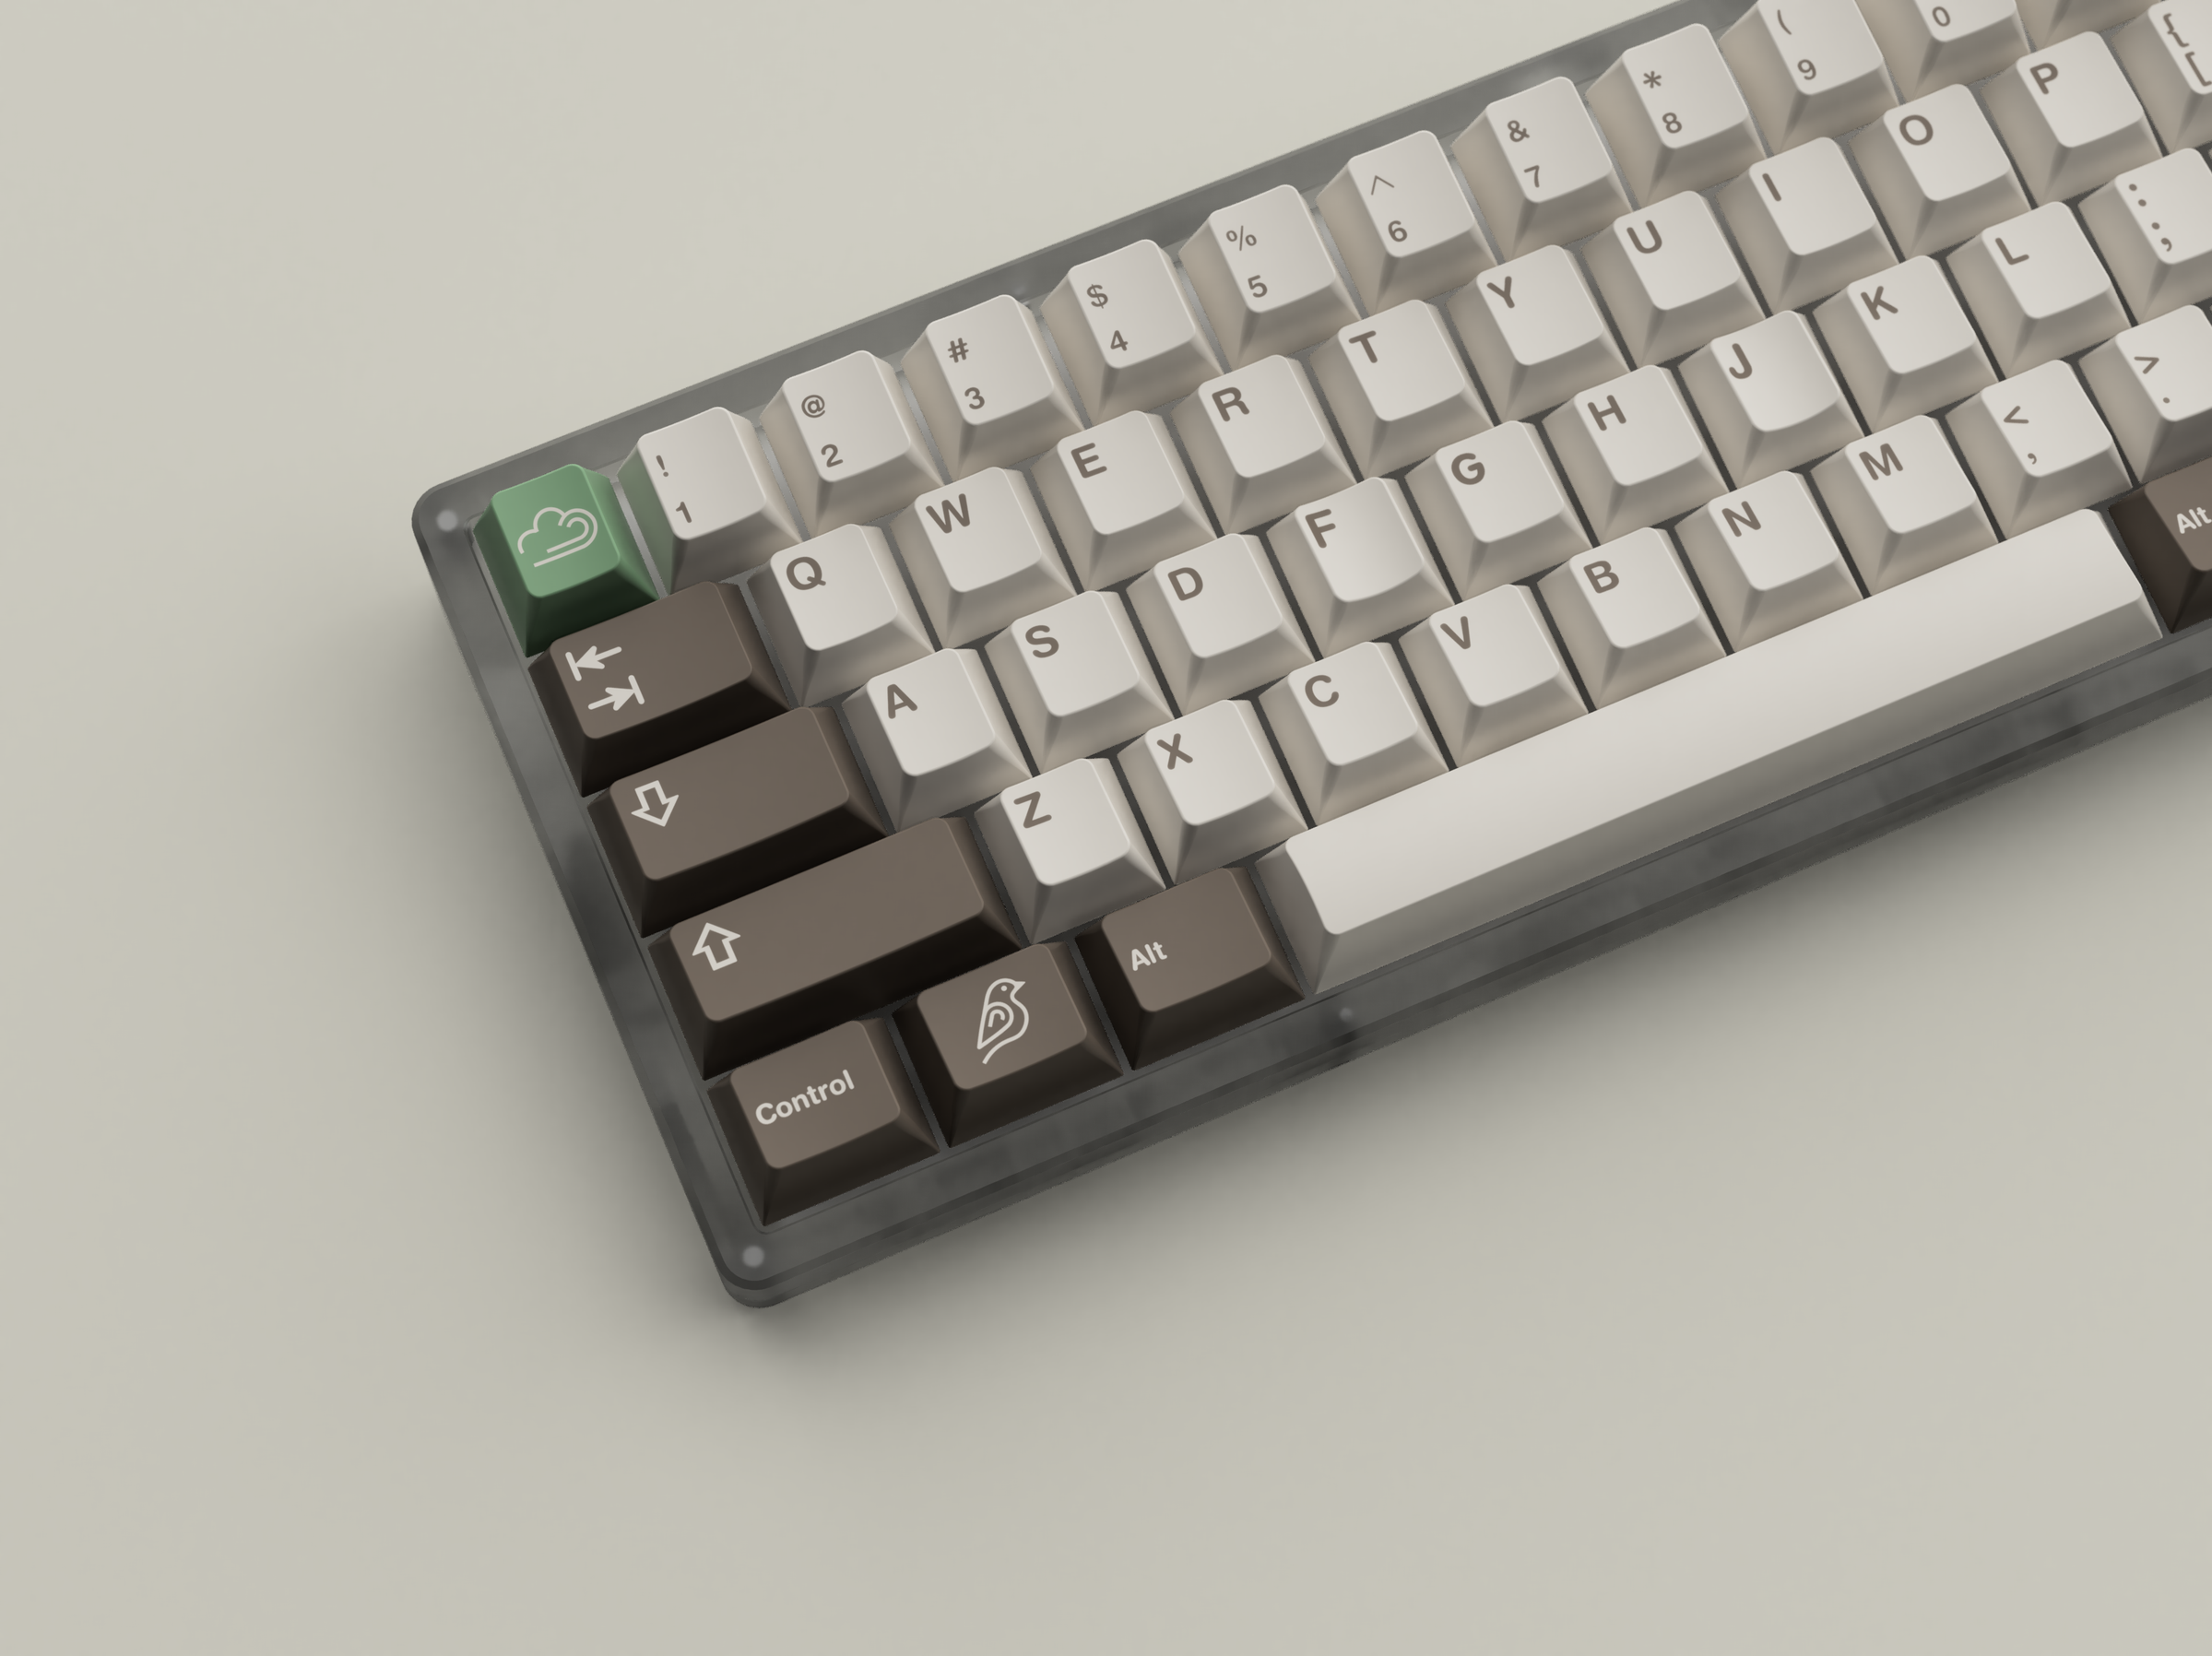 ! 1 @ 2 # 3 $ 4 % 5 ^ 6 & 7 * 8 ( 9 0
Q W E R T Y U I O P { [
A S D F G H J K L : ;
Z X C V B N M < , > .
Control Alt Alt